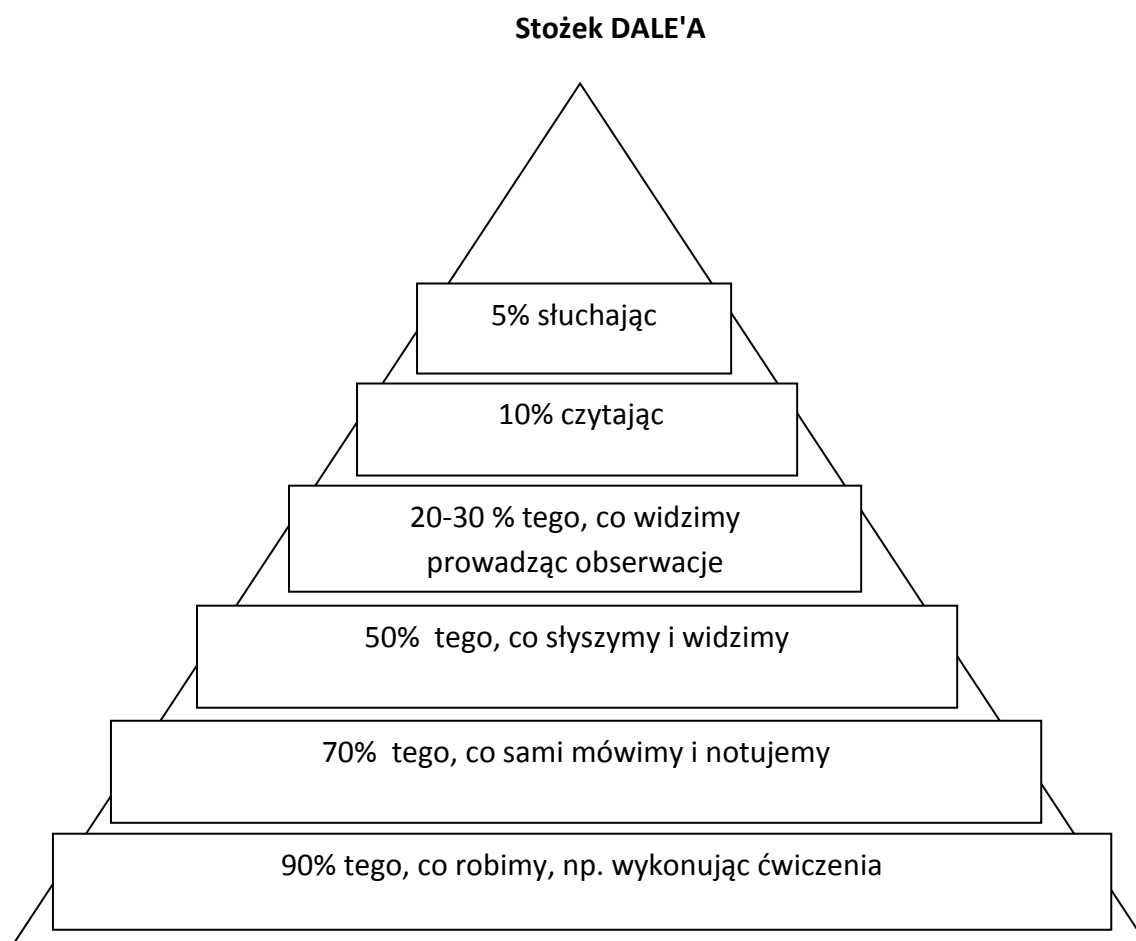 Stożek DALE'A
5% słuchając
10% czytając
20-30 % tego, co widzimy
prowadząc obserwacje
50%  tego, co słyszymy i widzimy
70%  tego, co sami mówimy i notujemy
90% tego, co robimy, np. wykonując ćwiczenia